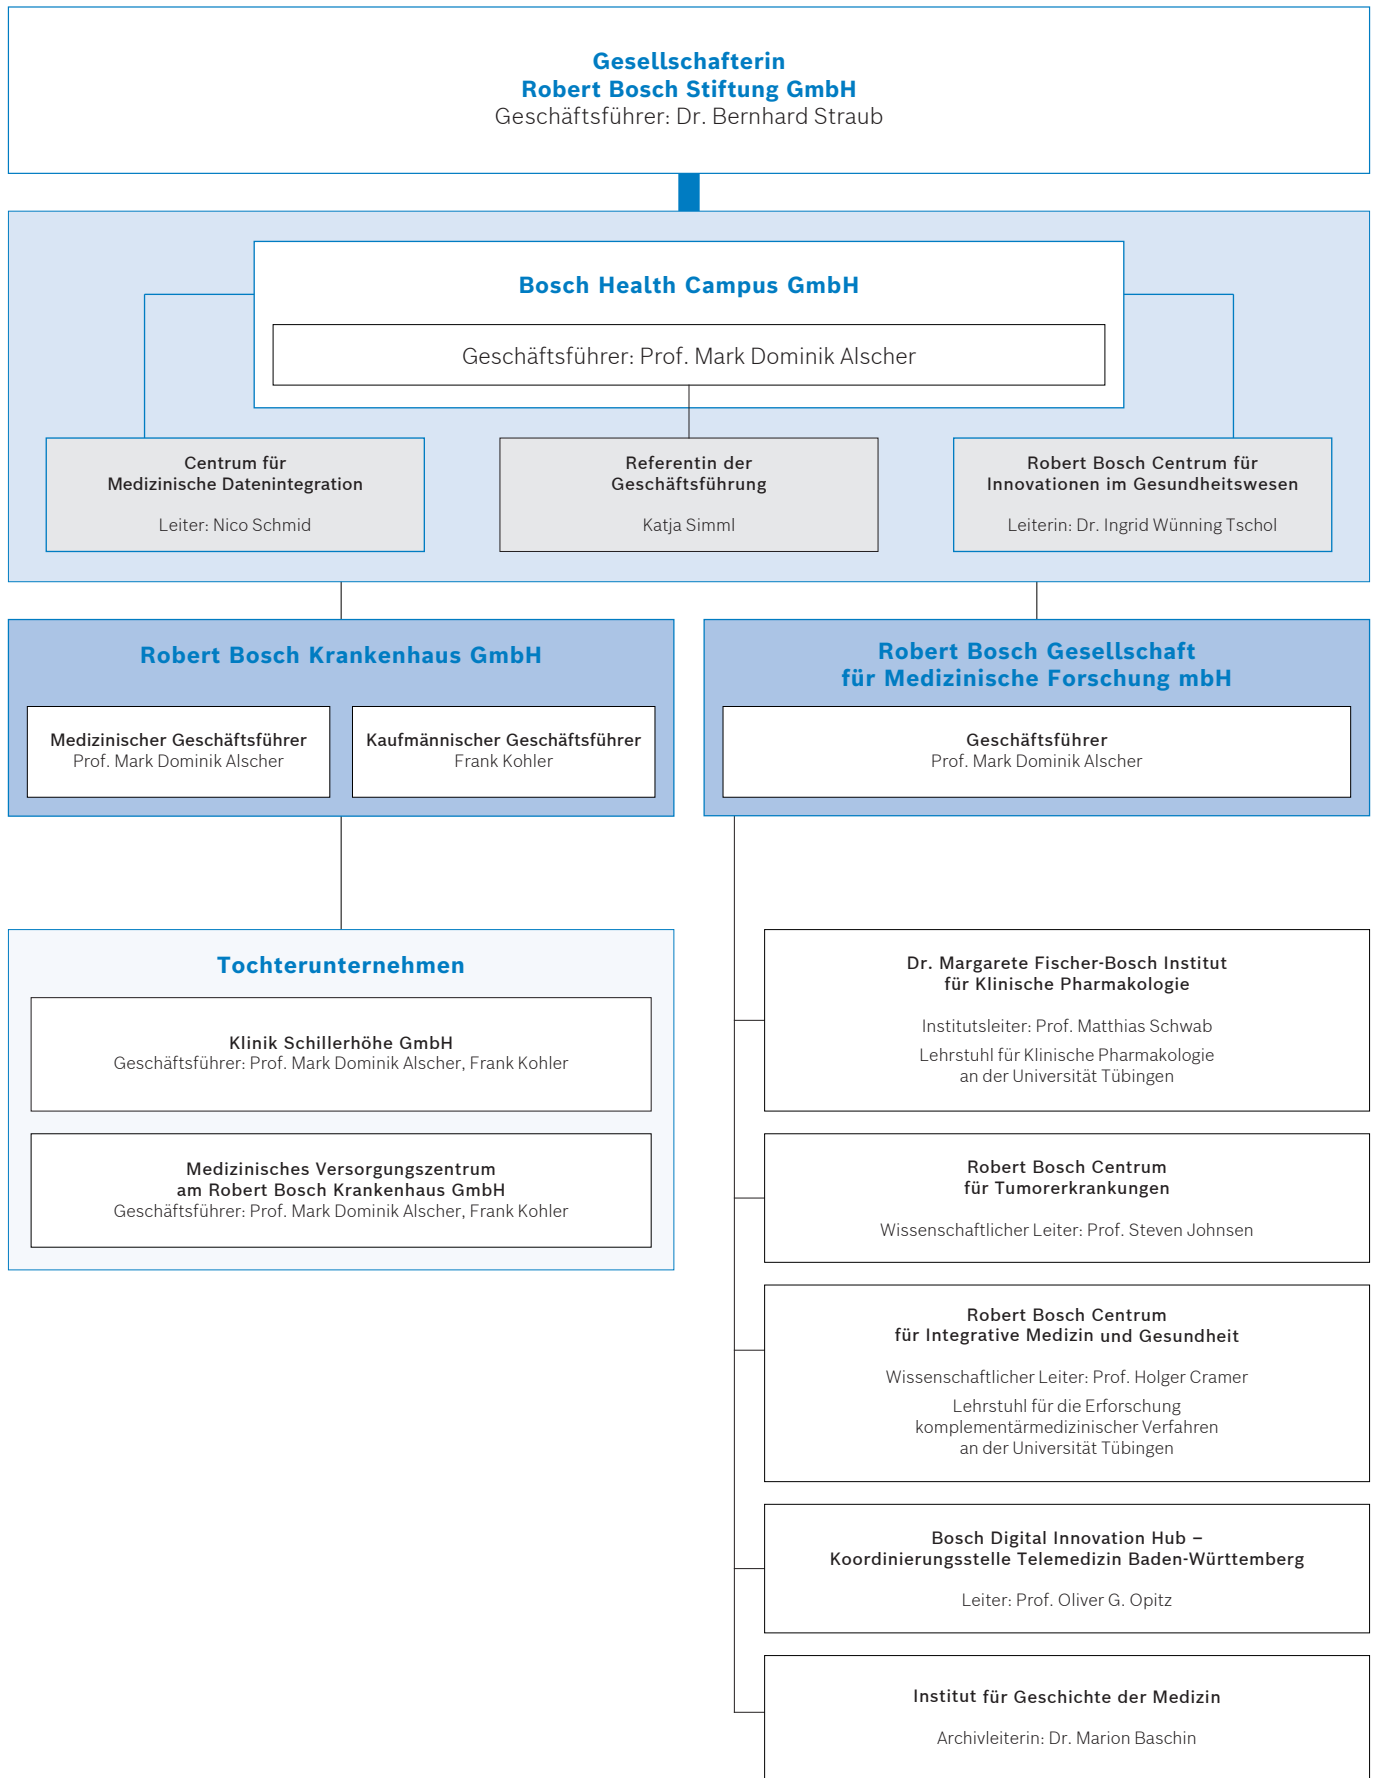 Gesellschafterin
Robert Bosch Stiftung GmbH
Geschäftsführer: Dr. Bernhard Straub
Bosch Health Campus GmbH
Geschäftsführer: Prof. Mark Dominik Alscher
Centrum für
Medizinische Datenintegration
Leiter: Nico Schmid
Referentin der
Geschäftsführung
Katja Simml
Robert Bosch Centrum für
Innovationen im Gesundheitswesen
Leiterin: Dr. Ingrid Wünning Tschol
Robert Bosch Krankenhaus GmbH
Medizinischer Geschäftsführer
Prof. Mark Dominik Alscher
Kaufmännischer Geschäftsführer
Frank Kohler
Robert Bosch Gesellschaft
für Medizinische Forschung mbH
Geschäftsführer
Prof. Mark Dominik Alscher
Tochterunternehmen
Klinik Schillerhöhe GmbH
Geschäftsführer: Prof. Mark Dominik Alscher, Frank Kohler
Medizinisches Versorgungszentrum
am Robert Bosch Krankenhaus GmbH
Geschäftsführer: Prof. Mark Dominik Alscher, Frank Kohler
Dr. Margarete Fischer-Bosch Institut
für Klinische Pharmakologie
Institutsleiter: Prof. Matthias Schwab
Lehrstuhl für Klinische Pharmakologie
an der Universität Tübingen
Robert Bosch Centrum
für Tumorerkrankungen
Wissenschaftlicher Leiter: Prof. Steven Johnsen
Robert Bosch Centrum
für Integrative Medizin und Gesundheit
Wissenschaftlicher Leiter: Prof. Holger Cramer
Lehrstuhl für die Erforschung
komplementärmedizinischer Verfahren
an der Universität Tübingen
Bosch Digital Innovation Hub –
Koordinierungsstelle Telemedizin Baden-Württemberg
Leiter: Prof. Oliver G. Opitz
Institut für Geschichte der Medizin
Archivleiterin: Dr. Marion Baschin